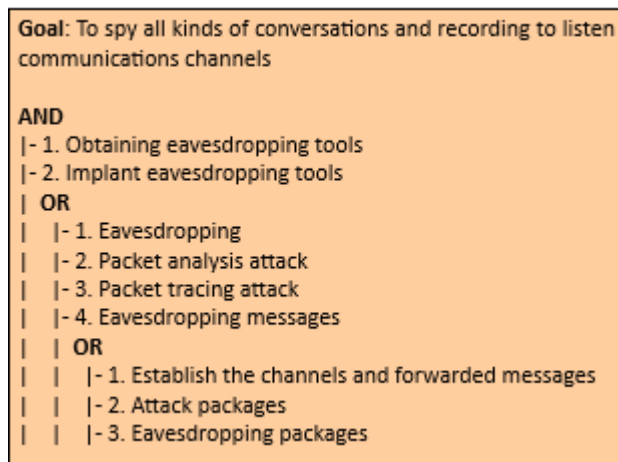 Goal: To spy all kinds of conversations and recording to listen
communications channels
AND
|- 1. Obtaining eavesdropping tools
|- 2. Implant eavesdropping tools
| OR
| |- 1. Eavesdropping
| |- 2. Packet analysis attack
| |- 3. Packet tracing attack
| |- 4. Eavesdropping messages
| | OR
| | |- 1. Establish the channels and forwarded messages
| | |- 2. Attack packages
| | |- 3. Eavesdropping packages